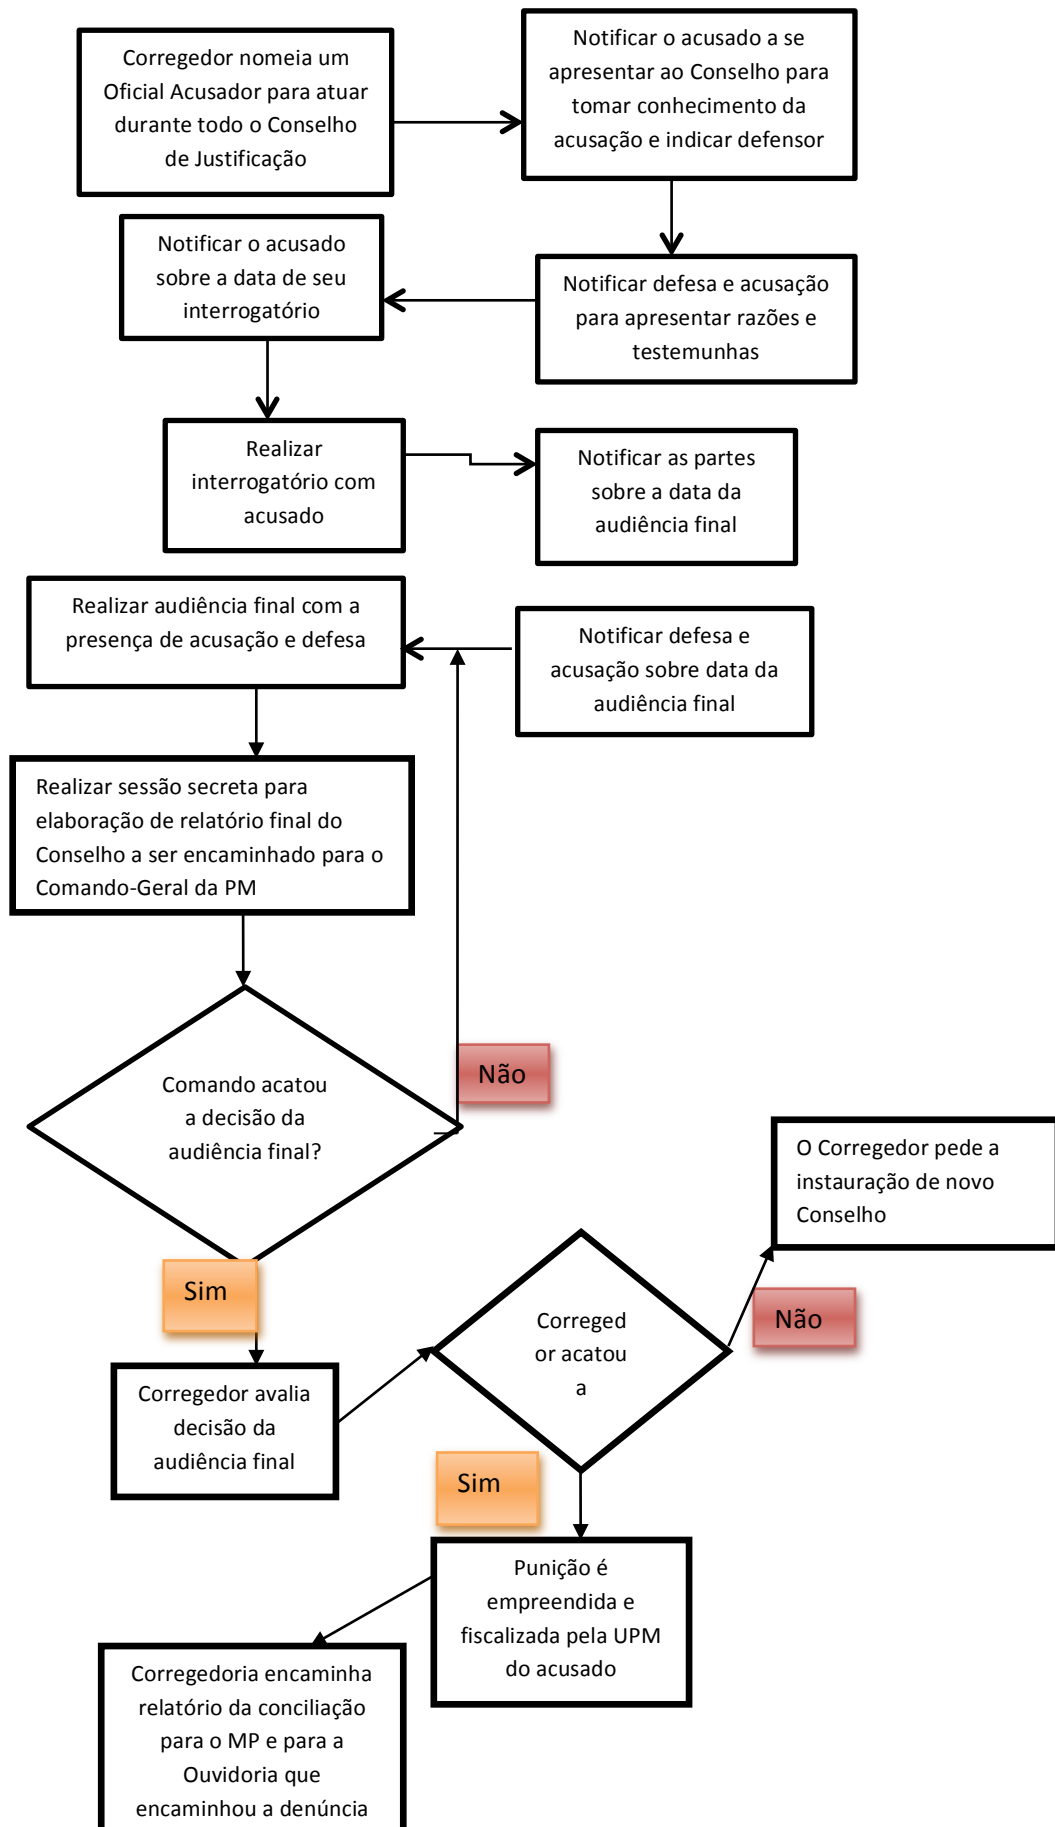 Corregedor nomeia um
Oficial Acusador para atuar
durante todo o Conselho
de Justificação
Notificar o acusado a se
apresentar ao Conselho para
tomar conhecimento da
acusação e indicar defensor
Notificar o acusado
sobre a data de seu
interrogatório
Notificar defesa e acusação
para apresentar razões e
testemunhas
Realizar
interrogatório com
acusado
Notificar as partes
sobre a data da
audiência final
Realizar audiência final com a
presença de acusação e defesa
Notificar defesa e
acusação sobre data da
audiência final
Realizar sessão secreta para
elaboração de relatório final do
Conselho a ser encaminhado para o
Comando-Geral da PM
Comando acatou
a decisão da
audiência final?
Não
O Corregedor pede a
instauração de novo
Conselho
Sim
Correged
or acatou
a
Não
Corregedor avalia
decisão da
audiência final
Sim
Punição é
empreendida e
fiscalizada pela UPM
do acusado
Corregedoria encaminha
relatório da conciliação
para o MP e para a
Ouvidoria que
encaminhou a denúncia